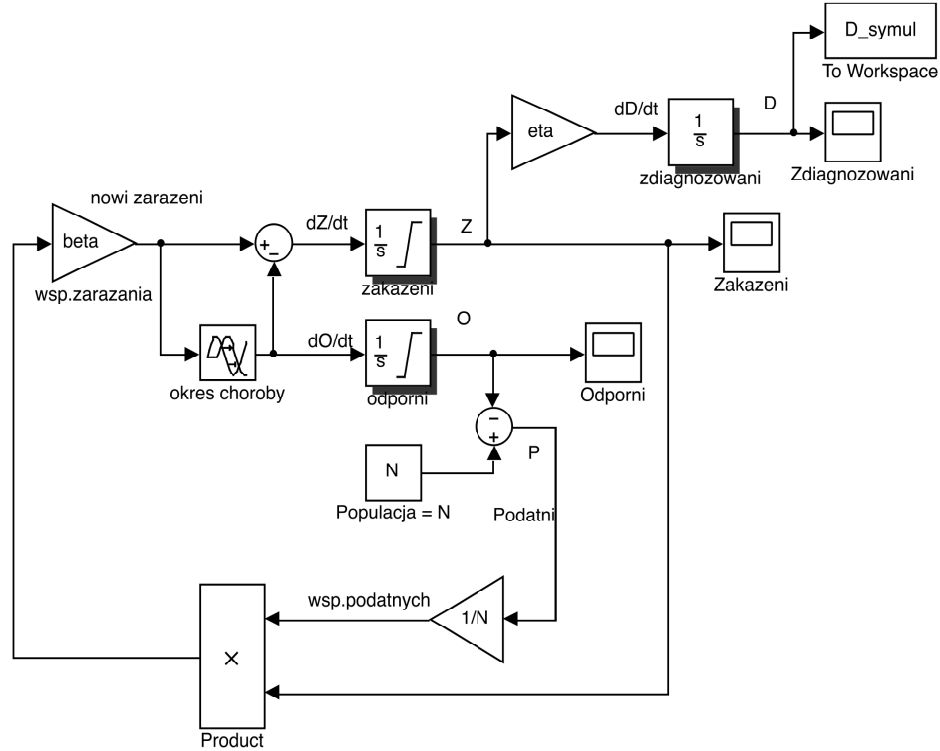 D_symul
To Workspace
dD/dt
D
eta
1
s
zdiagnozowani
Zdiagnozowani
nowi zarazeni
beta
wsp.zarazania
+
−
dZ/dt
1
s
zakazeni
Z
Zakazeni
okres choroby
dO/dt
1
s
odporni
O
Odporni
−
+
P
N
Populacja = N
Podatni
wsp.podatnych
1/N
×
Product